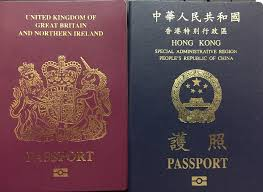 UNITED KINGDOM OF
GREAT BRITAIN
AND NORTHERN IRELAND
PASSPORT
中華人民共和國
香港特別行政區
HONG KONG
SPECIAL ADMINISTRATIVE REGION
PEOPLE'S REPUBLIC OF CHINA
護照
PASSPORT